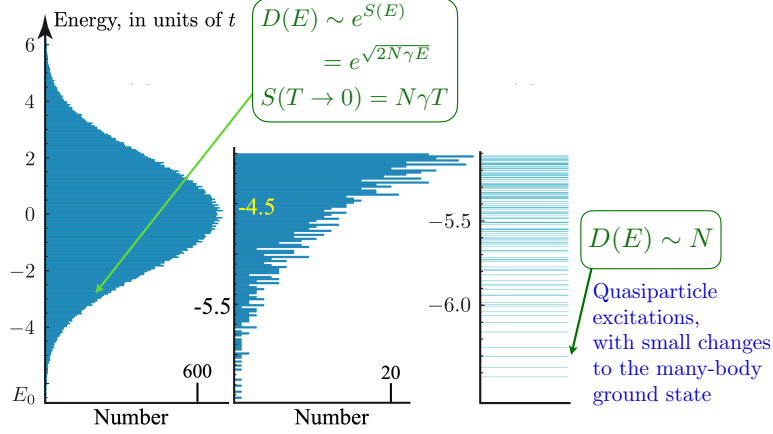 Energy, in units of t
6
4
2
0
−2
−4
E₀
600
Number
D(E) ∼ e^{S(E)}
= e^{\sqrt{2NγE}}
S(T → 0) = NγT
-4.5
-5.5
20
Number
−5.5
−6.0
D(E) ∼ N
Quasiparticle
excitations,
with small changes
to the many-body
ground state